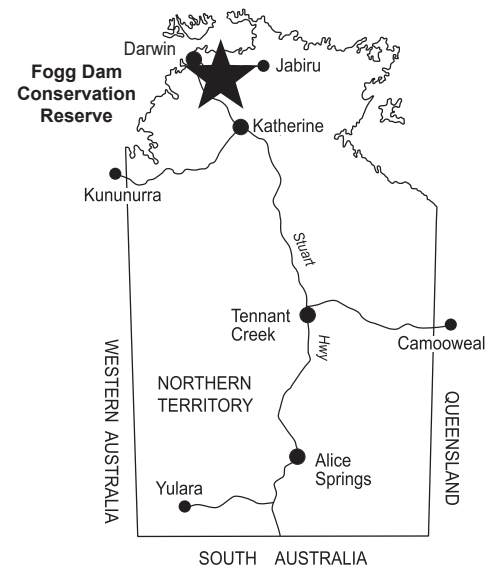 Darwin
Jabiru
Fogg Dam
Conservation
Reserve
Katherine
Kununurra
Stuart
Tennant
Creek
Hwy
Camooweal
WESTERN AUSTRALIA
NORTHERN
TERRITORY
QUEENSLAND
Alice
Springs
Yulara
SOUTH AUSTRALIA